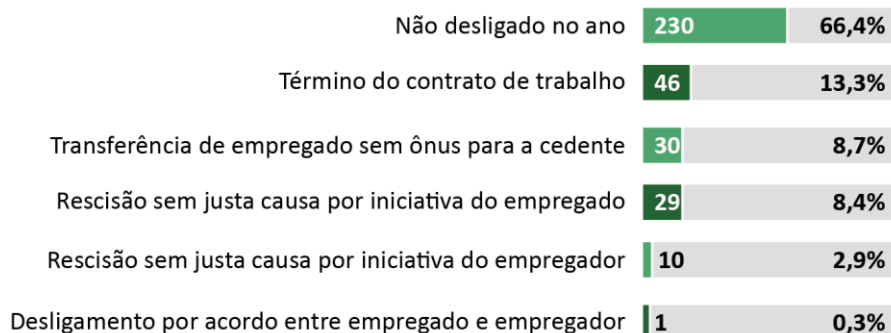 Não desligado no ano 230 66,4%
Término do contrato de trabalho 46 13,3%
Transferência de empregado sem ônus para a cedente 30 8,7%
Rescisão sem justa causa por iniciativa do empregado 29 8,4%
Rescisão sem justa causa por iniciativa do empregador 10 2,9%
Desligamento por acordo entre empregado e empregador 1 0,3%